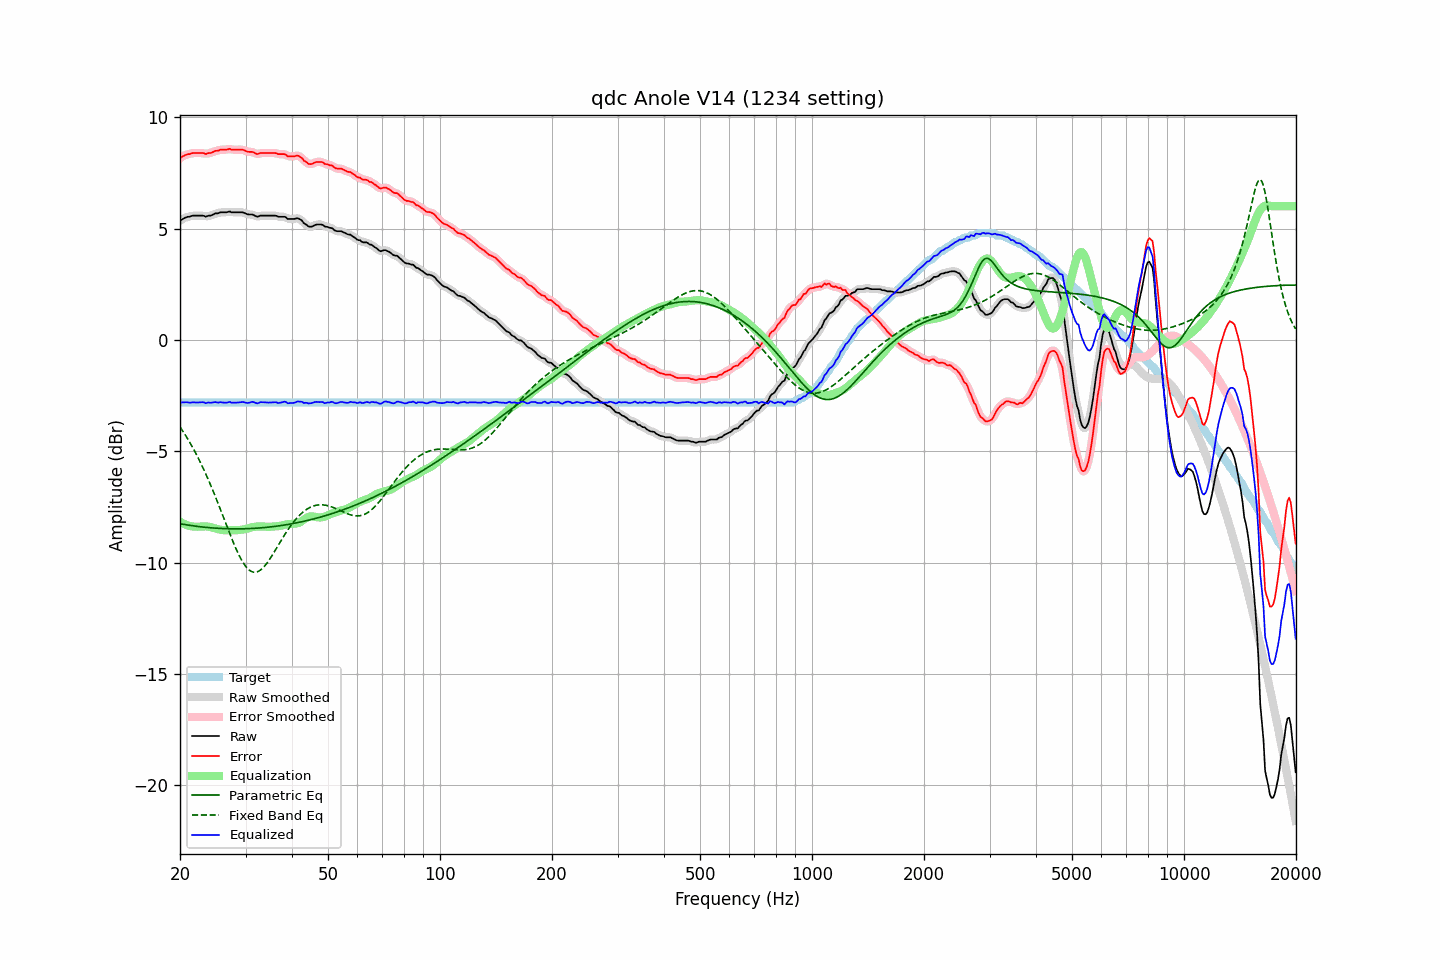 qdc Anole V14 (1234 setting)
10
5
0
−5
−10
−15
−20
Amplitude (dBr)
Target
Raw Smoothed
Error Smoothed
Raw
Error
Equalization
Parametric Eq
Fixed Band Eq
Equalized
20 50 100 200 500 1000 2000 5000 10000 20000
Frequency (Hz)